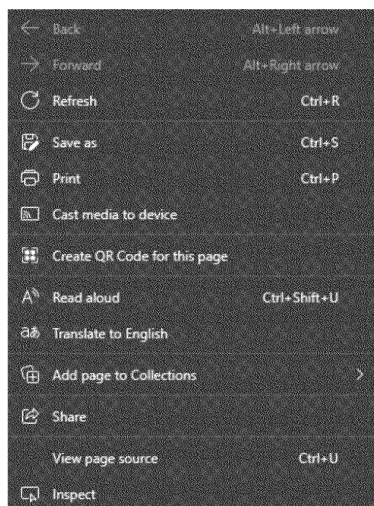 Back Alt+Left arrow
Forward Alt+Right arrow
Refresh Ctrl+R
Save as Ctrl+S
Print Ctrl+P
Cast media to device
Create QR Code for this page
Read aloud Ctrl+Shift+U
aあ Translate to English
Add page to Collections
Share
View page source Ctrl+U
Inspect